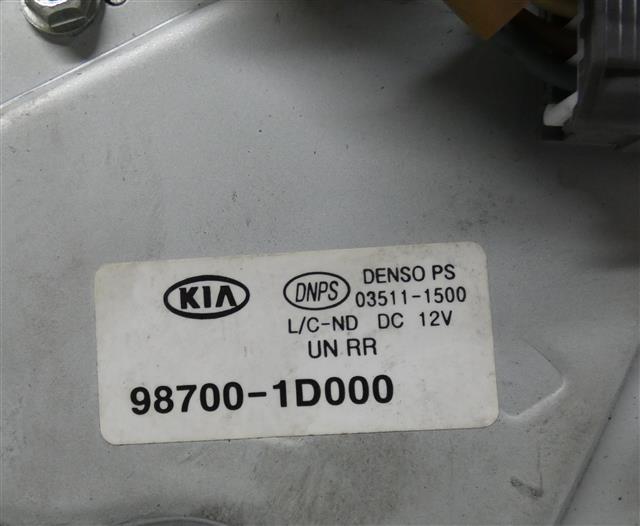 KIA DNPS DENSO PS
03511-1500
L/C-ND DC 12V
UN RR
98700-1D000